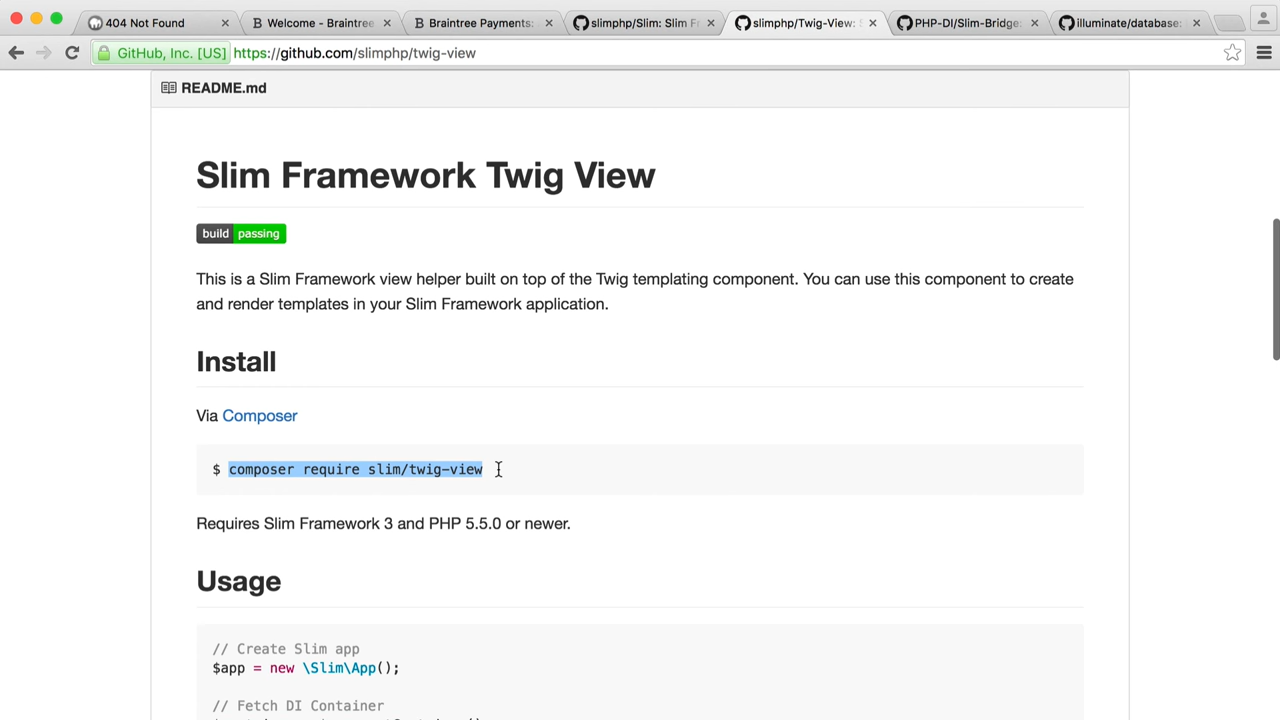 404 Not Found
Welcome - Braintree
Braintree Payments:
slimphp/Slim: Slim Fr
slimphp/Twig-View: S
PHP-DI/Slim-Bridge:
illuminate/database:
GitHub, Inc. [US] https://github.com/slimphp/twig-view
README.md
Slim Framework Twig View
build passing
This is a Slim Framework view helper built on top of the Twig templating component. You can use this component to create
and render templates in your Slim Framework application.
Install
Via Composer
$ composer require slim/twig-view
Requires Slim Framework 3 and PHP 5.5.0 or newer.
Usage
// Create Slim app
$app = new \Slim\App();
// Fetch DI Container